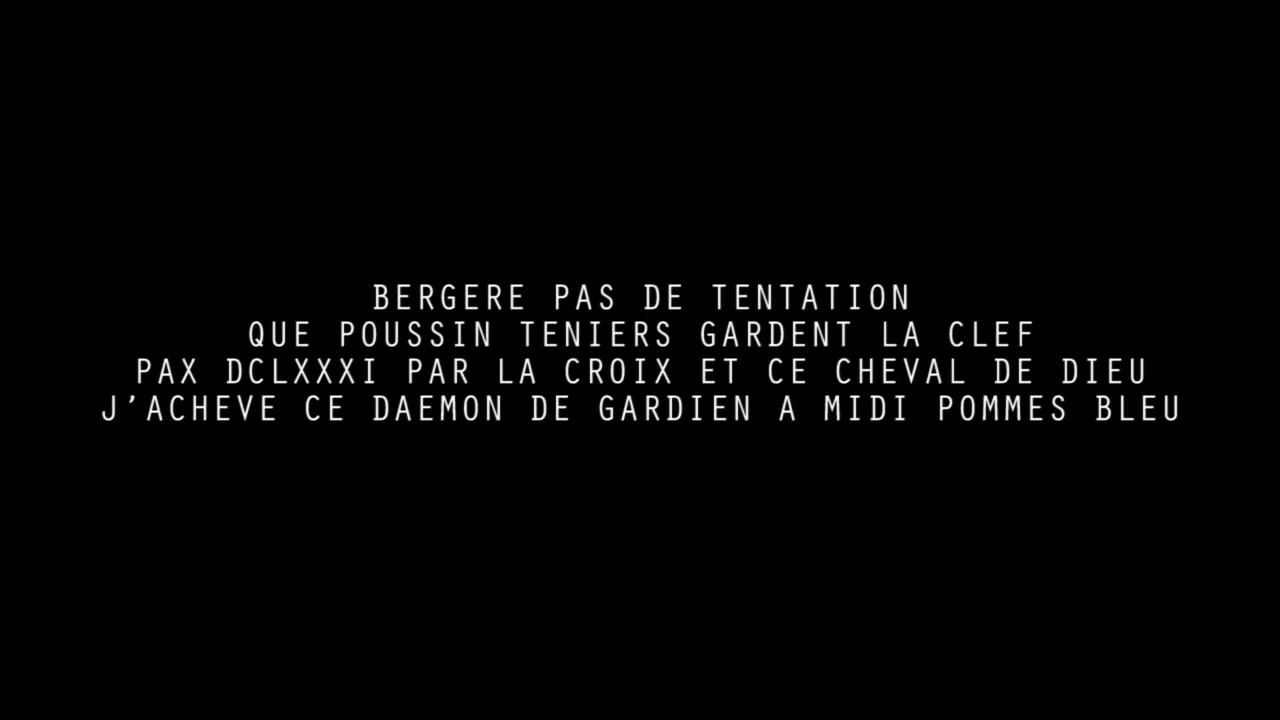 BERGERE PAS DE TENTATION
QUE POUSSIN TENIERS GARDENT LA CLEF
PAX DCLXXXI PAR LA CROIX ET CE CHEVAL DE DIEU
J'ACHEVE CE DAEMON DE GARDIEN A MIDI POMMES BLEU